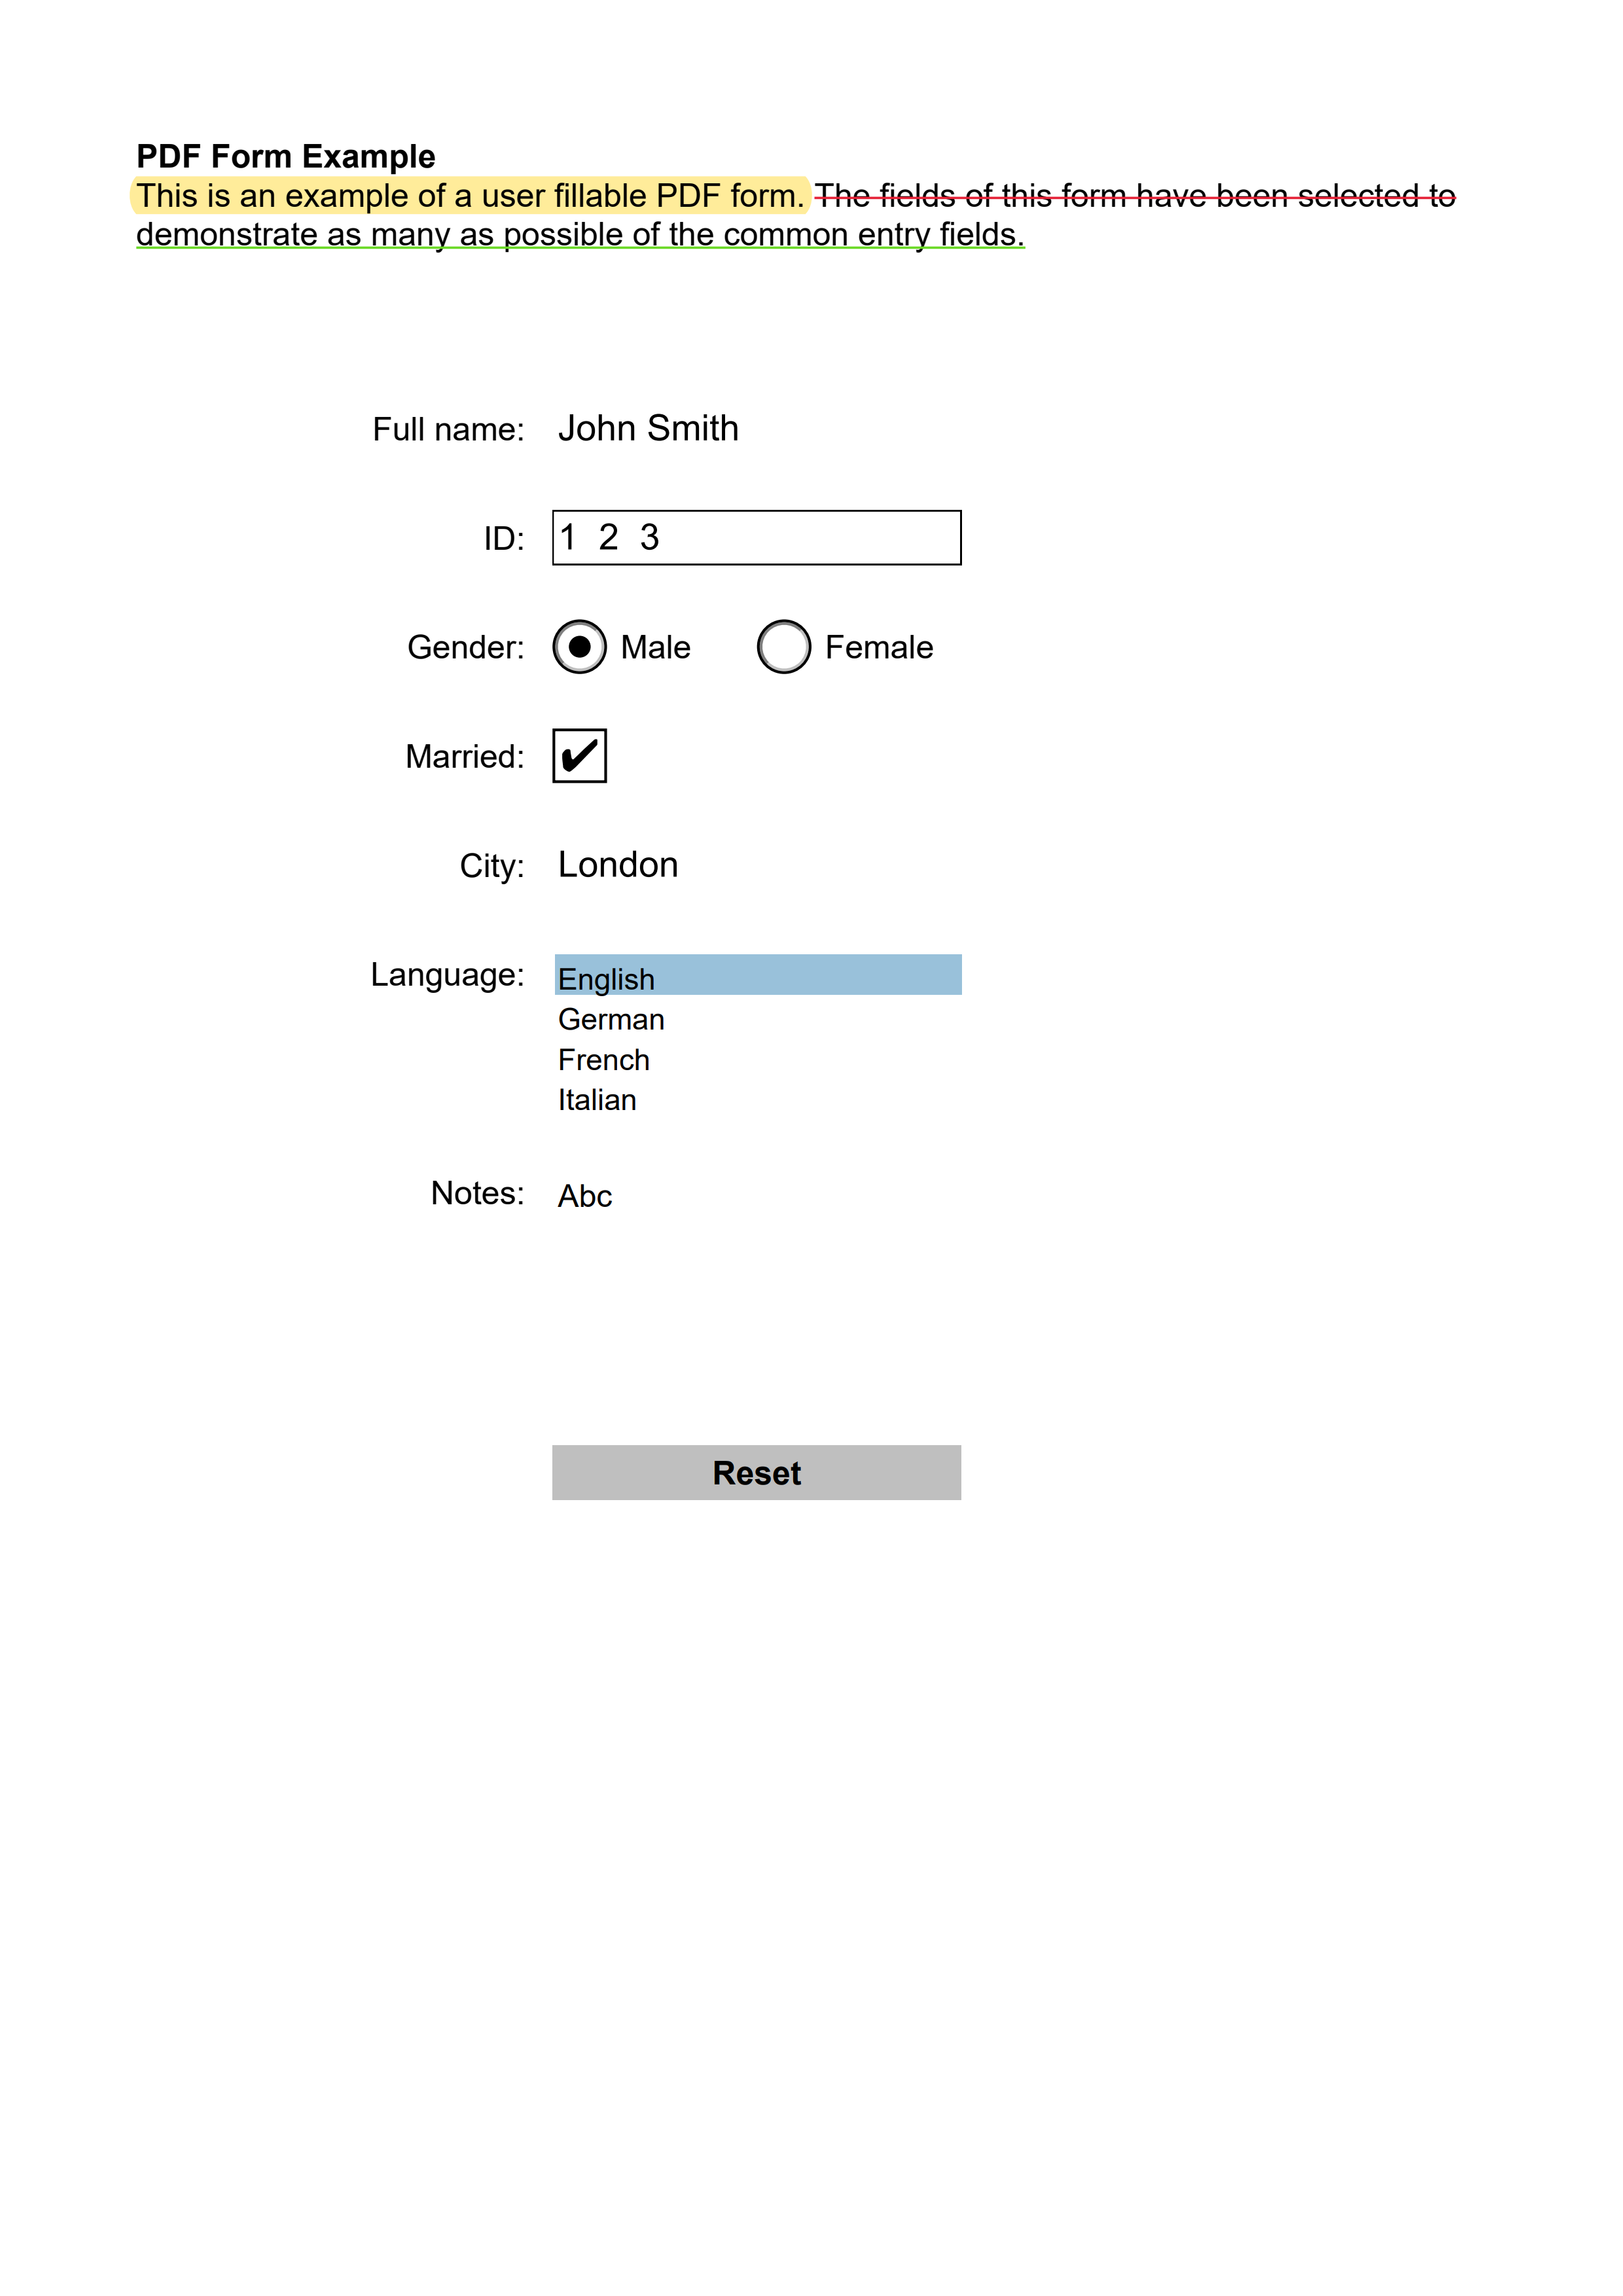 PDF Form Example
This is an example of a user fillable PDF form. The fields of this form have been selected to
demonstrate as many as possible of the common entry fields.
Full name: John Smith
ID: 1 2 3
Gender: Male Female
Married: ✔
City: London
Language: English
German
French
Italian
Notes: Abc
Reset